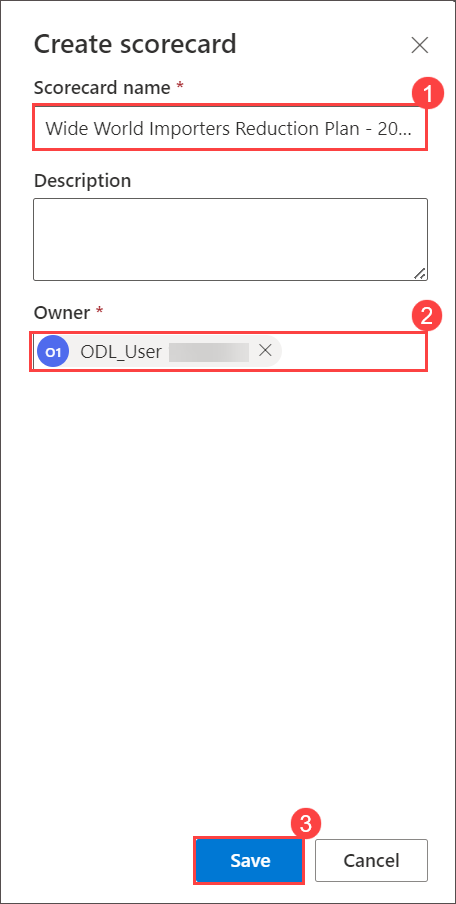 Create scorecard
Scorecard name *
1
Wide World Importers Reduction Plan - 20...
Description
Owner *
2
O1 ODL_User
3
Save Cancel